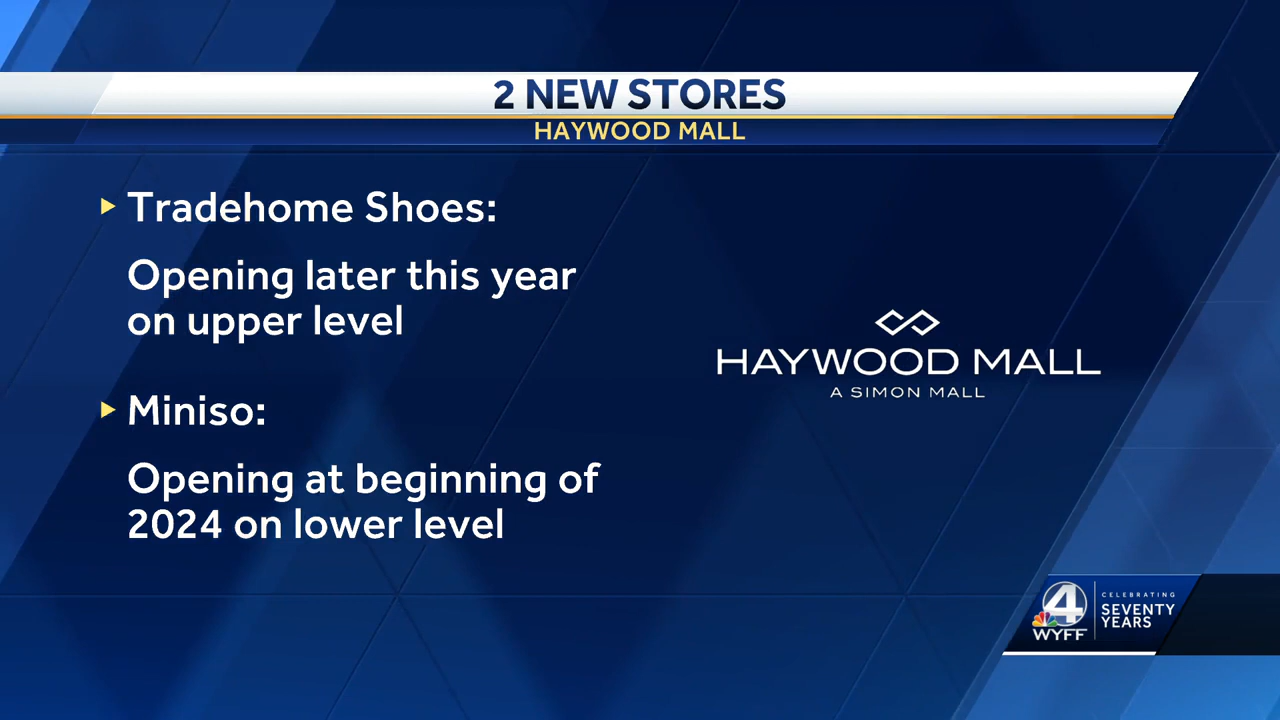 2 NEW STORES
HAYWOOD MALL
Tradehome Shoes:
Opening later this year
on upper level
Miniso:
Opening at beginning of
2024 on lower level
HAYWOOD MALL
A SIMON MALL
4
WYFF
CELEBRATING
SEVENTY
YEARS